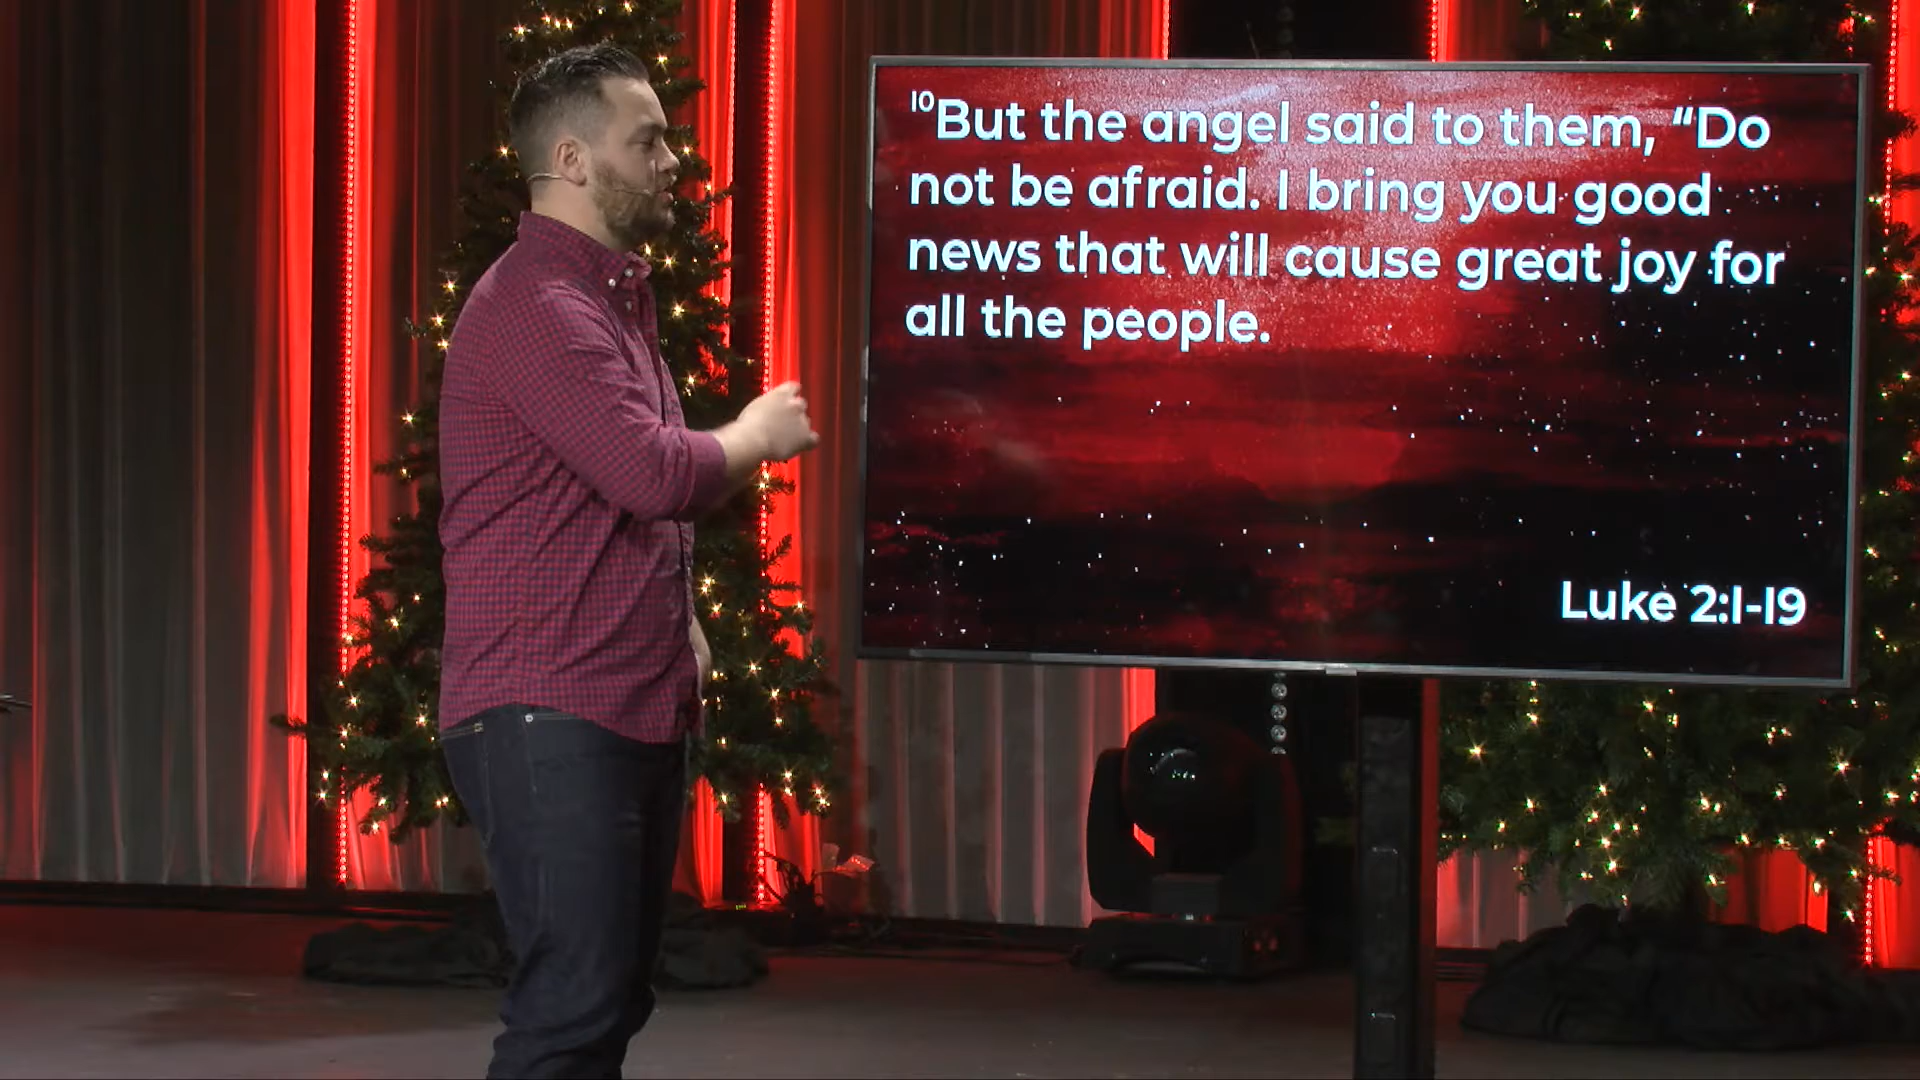 ¹⁰But the angel said to them, “Do
not be afraid. I bring you good
news that will cause great joy for
all the people.
Luke 2:1-19